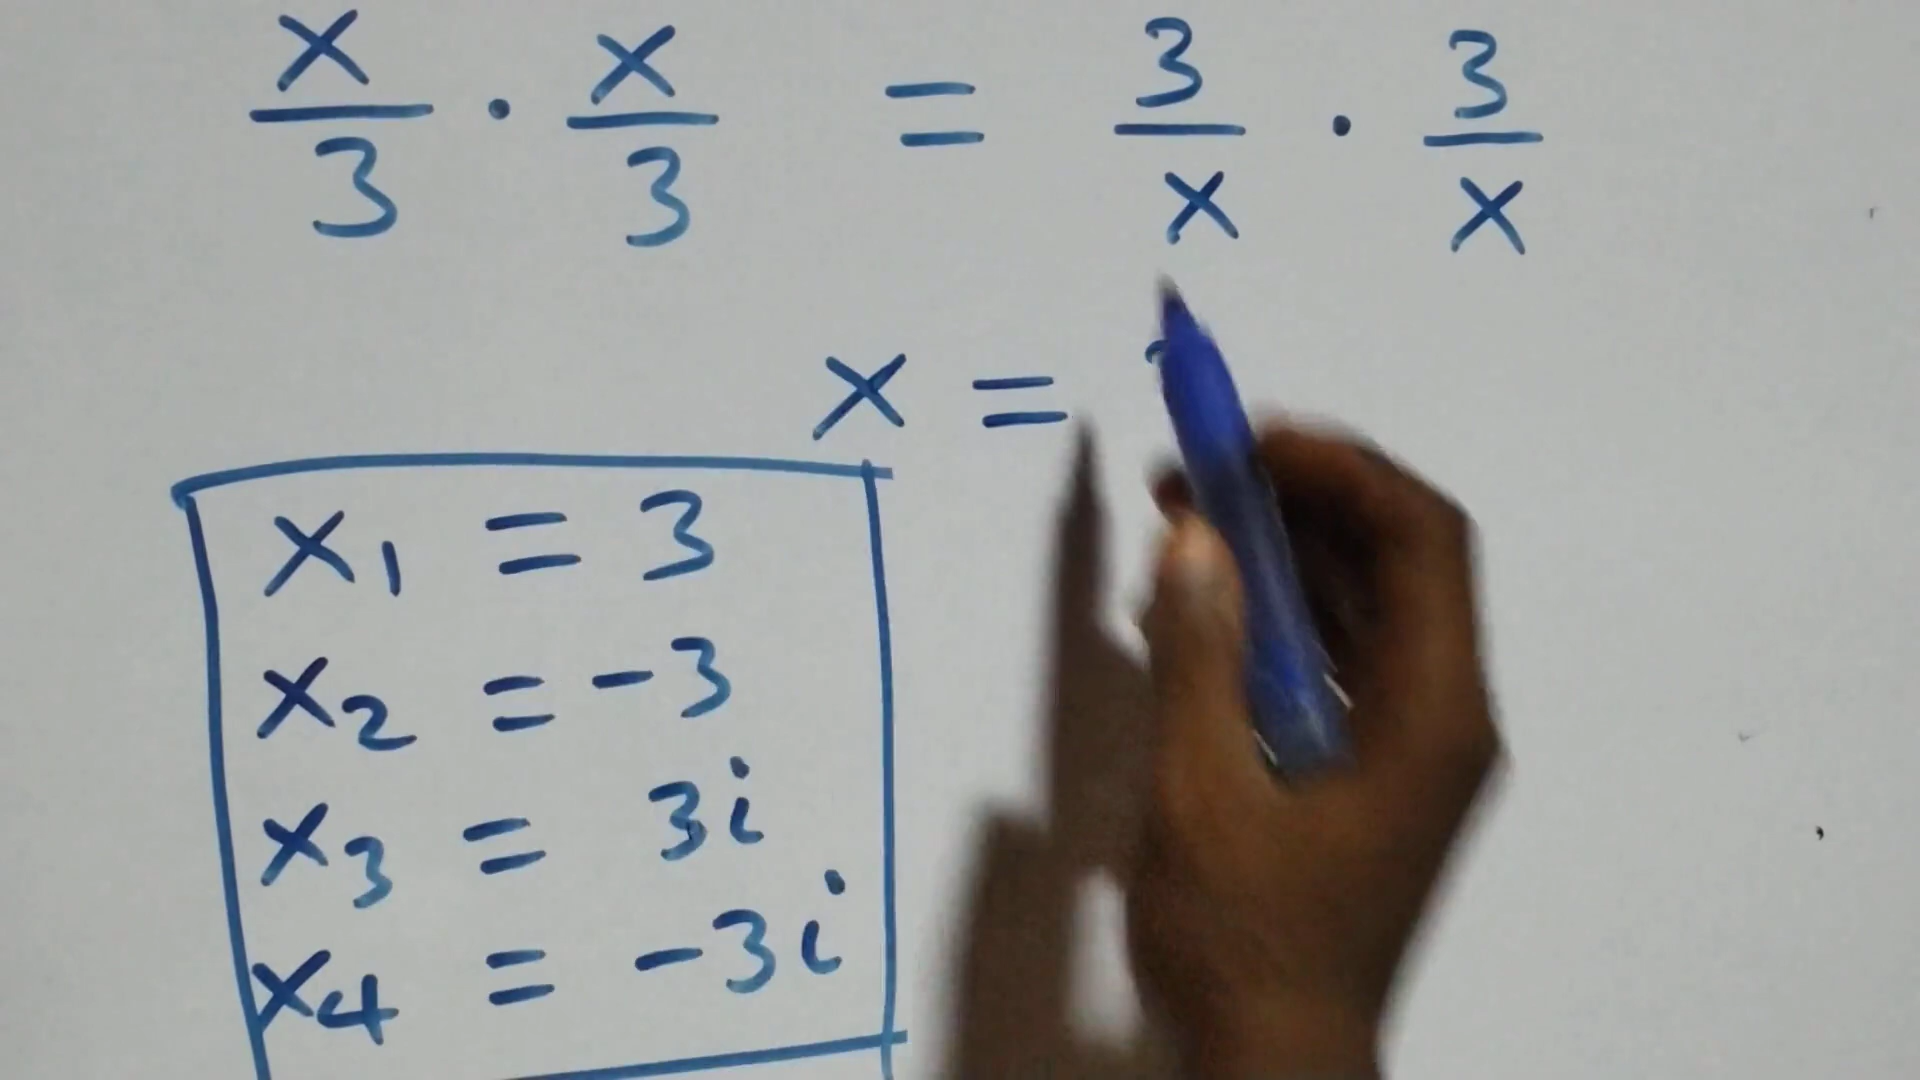 x/3 · x/3 = 3/x · 3/x
x =
x₁ = 3
x₂ = -3
x₃ = 3i
x₄ = -3i